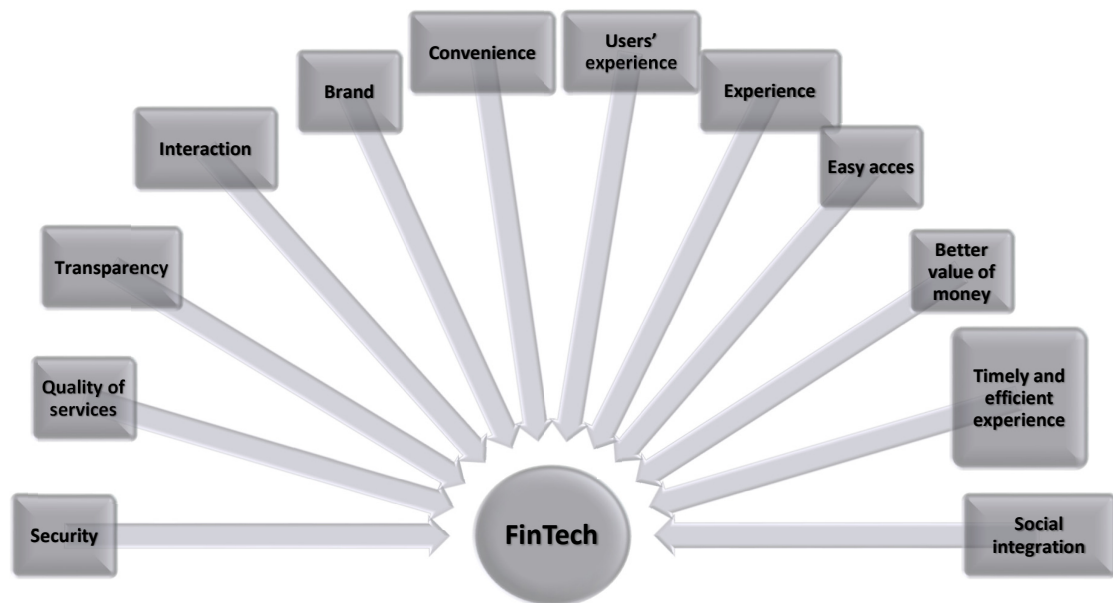 Convenience
Users’
experience
Brand
Experience
Interaction
Easy acces
Transparency
Better
value of
money
Quality of
services
Timely and
efficient
experience
Security
FinTech
Social
integration